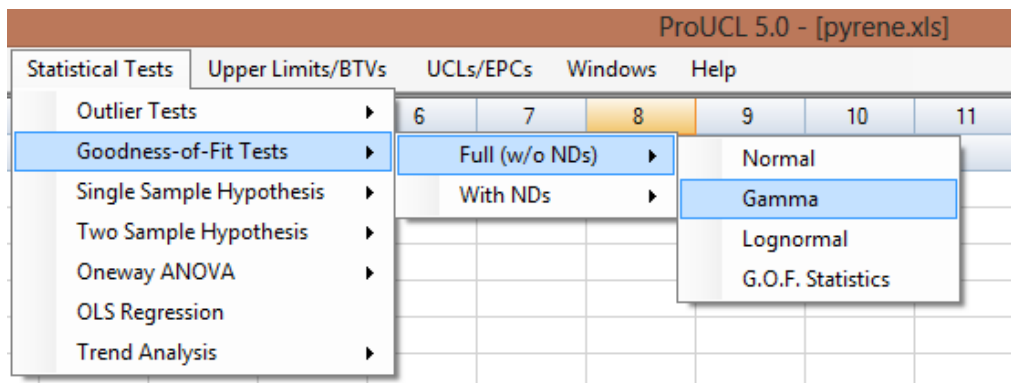 ProUCL 5.0 - [pyrene.xls]
Statistical Tests Upper Limits/BTVs UCLs/EPCs Windows Help
Outlier Tests
Goodness-of-Fit Tests
Single Sample Hypothesis
Two Sample Hypothesis
Oneway ANOVA
OLS Regression
Trend Analysis
6 7 8 9 10 11
Full (w/o NDs)
With NDs
Normal
Gamma
Lognormal
G.O.F. Statistics